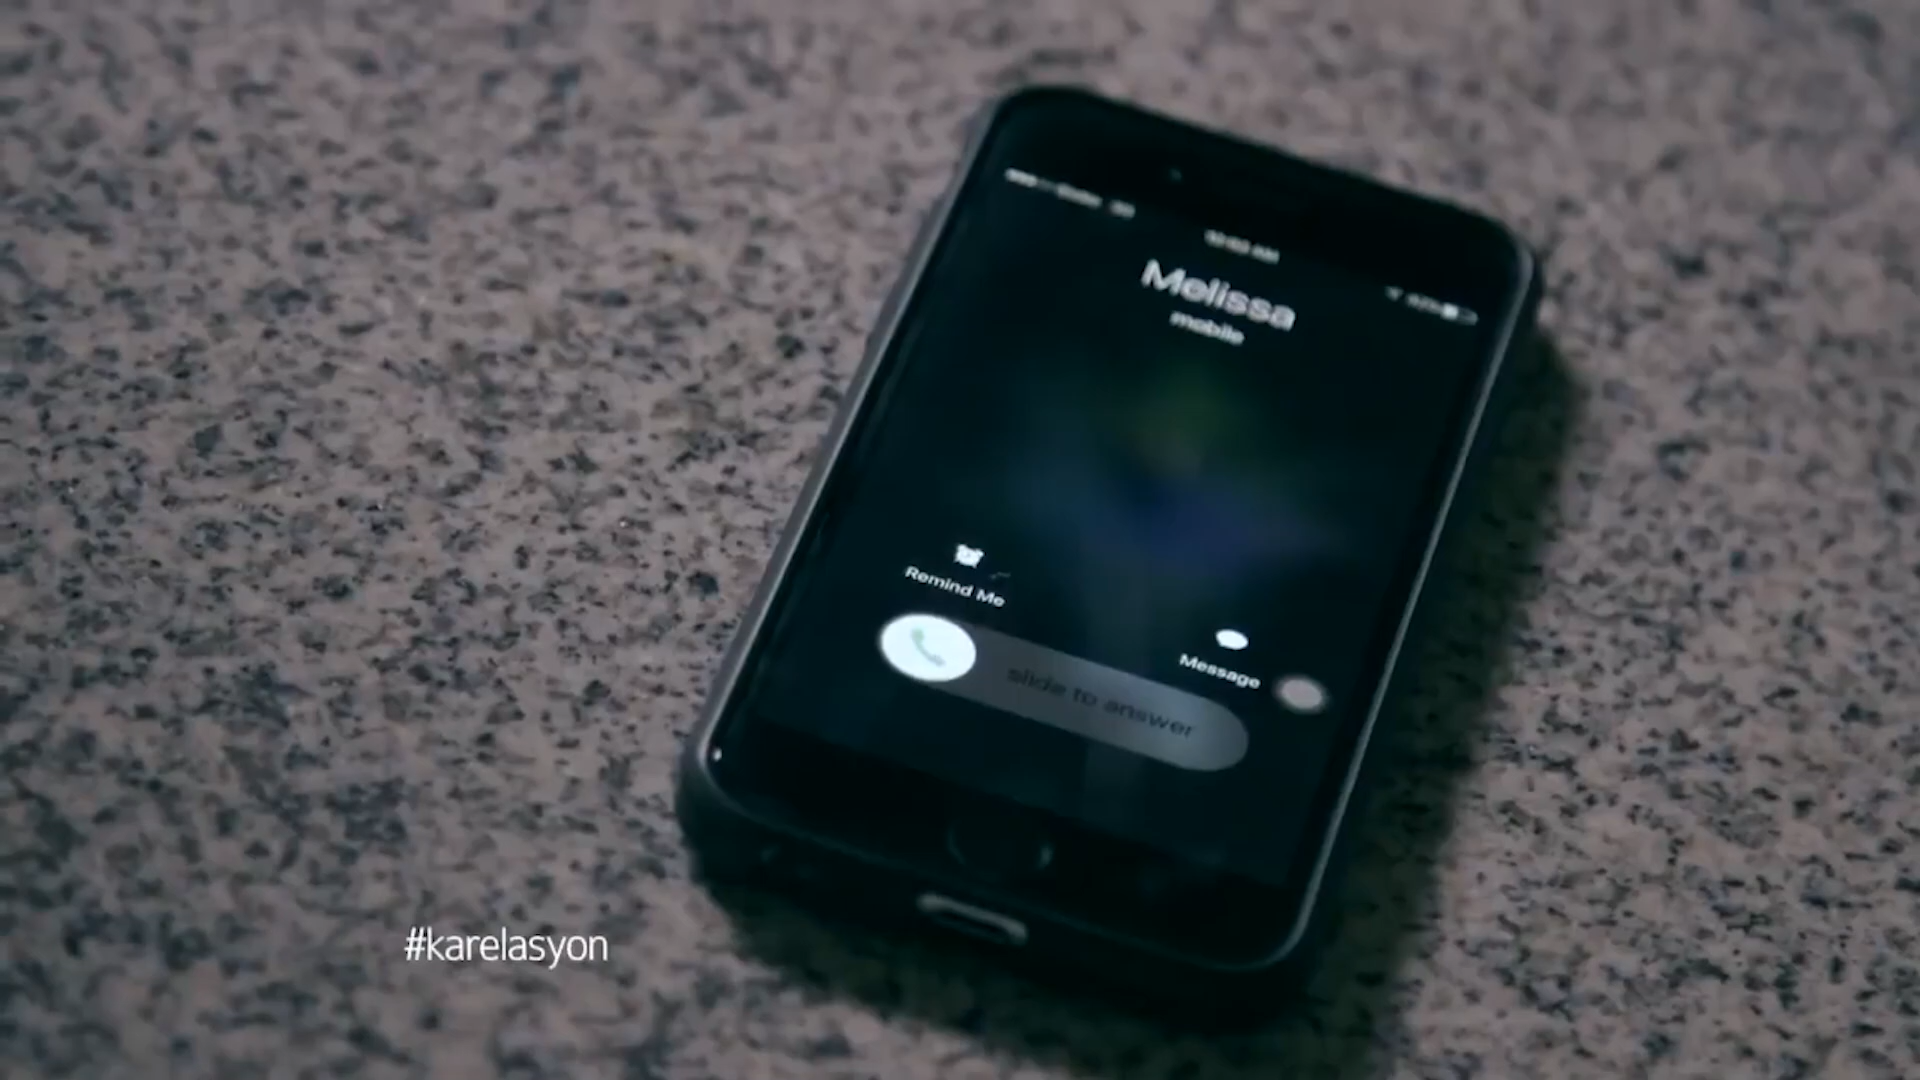 Melissa
mobile
Remind Me
Message
slide to answer
#karelasyon